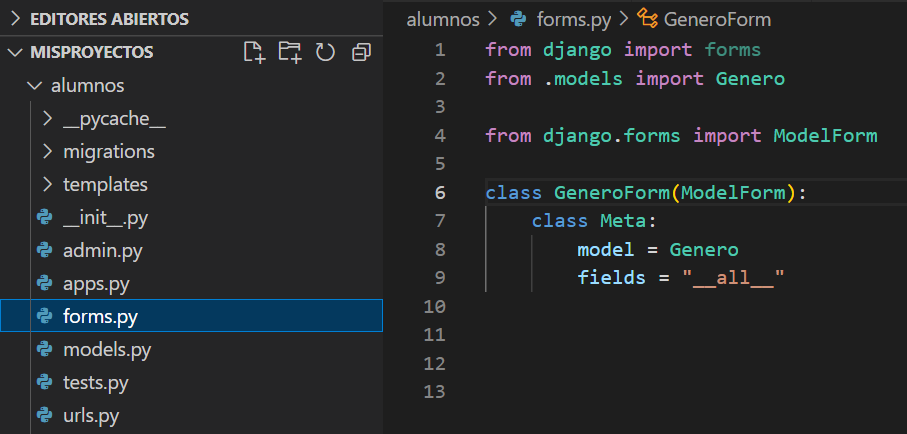 EDITORES ABIERTOS
MISPROYECTOS
alumnos
__pycache__
migrations
templates
__init__.py
admin.py
apps.py
forms.py
models.py
tests.py
urls.py
alumnos > forms.py > GeneroForm
1 from django import forms
2 from .models import Genero
3
4 from django.forms import ModelForm
5
6 class GeneroForm(ModelForm):
7     class Meta:
8         model = Genero
9         fields = "__all__"
10
11
12
13